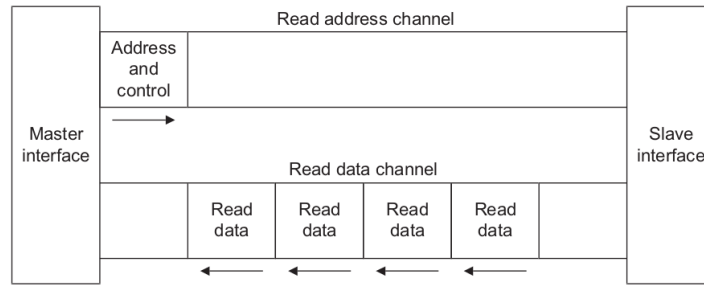 Read address channel
Address
and
control
Master
interface
Slave
interface
Read data channel
Read
data
Read
data
Read
data
Read
data